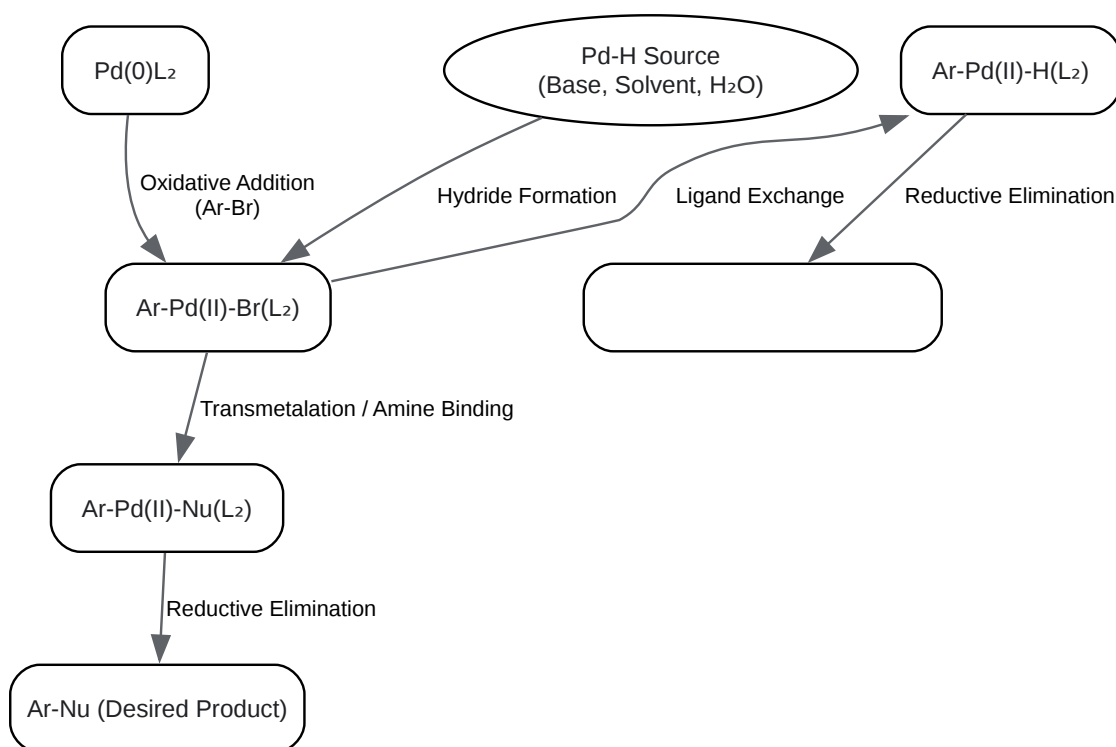 Pd(0)L₂
Pd-H Source
(Base, Solvent, H₂O)
Ar-Pd(II)-H(L₂)
Oxidative Addition
(Ar-Br)
Hydride Formation
Ligand Exchange
Reductive Elimination
Ar-Pd(II)-Br(L₂)
Transmetalation / Amine Binding
Ar-Pd(II)-Nu(L₂)
Reductive Elimination
Ar-Nu (Desired Product)